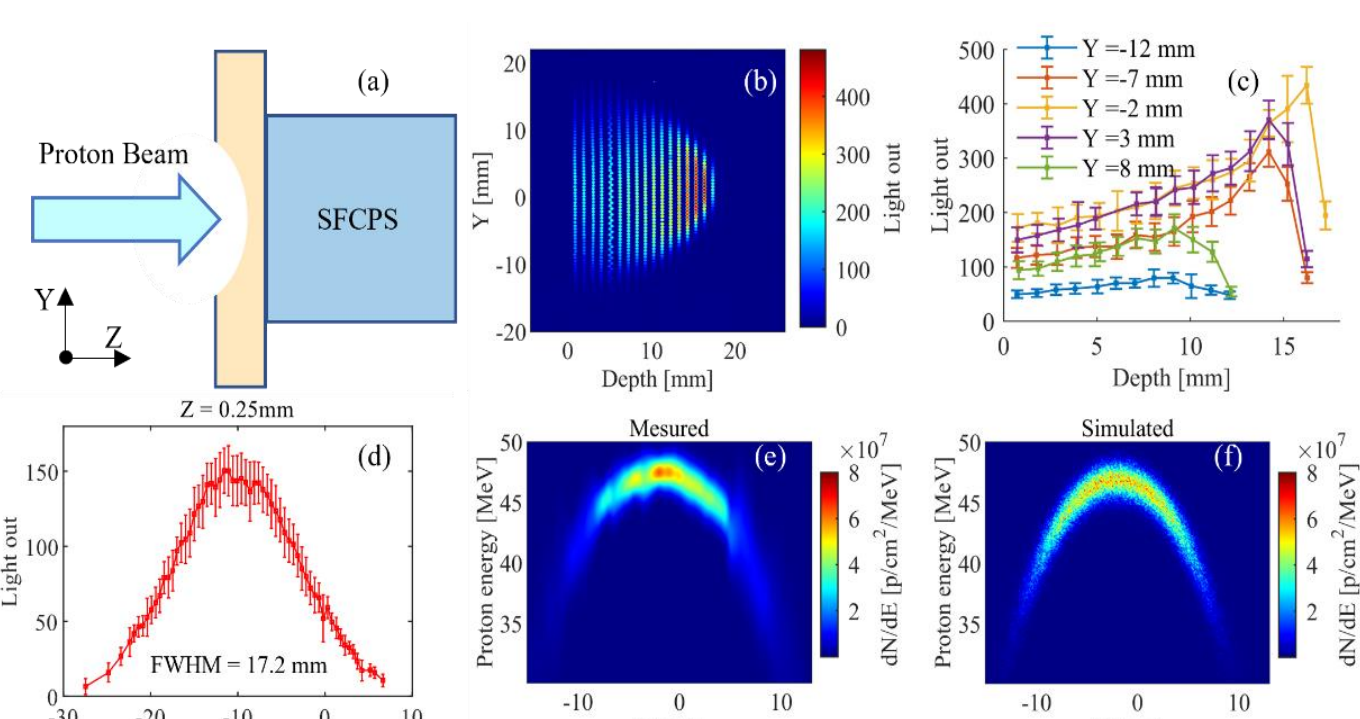 (a)
Proton Beam
SFCPS
Y
Z
(b)
20
10
0
-10
-20
Y [mm]
0 10 20
Depth [mm]
400
300
200
100
0
Light out
(c)
Y =-12 mm
Y =-7 mm
Y =-2 mm
Y =3 mm
Y =8 mm
500
400
300
200
100
0
Light out
0 5 10 15
Depth [mm]
Z = 0.25mm
(d)
150
100
50
0
Light out
FWHM = 17.2 mm
-30 -20 -10 0 10
Mesured
(e)
50
45
40
35
Proton energy [MeV]
-10 0 10
×10⁷
8
6
4
2
dN/dE [p/cm²/MeV]
Simulated
(f)
50
45
40
35
Proton energy [MeV]
-10 0 10
×10⁷
8
6
4
2
dN/dE [p/cm²/MeV]